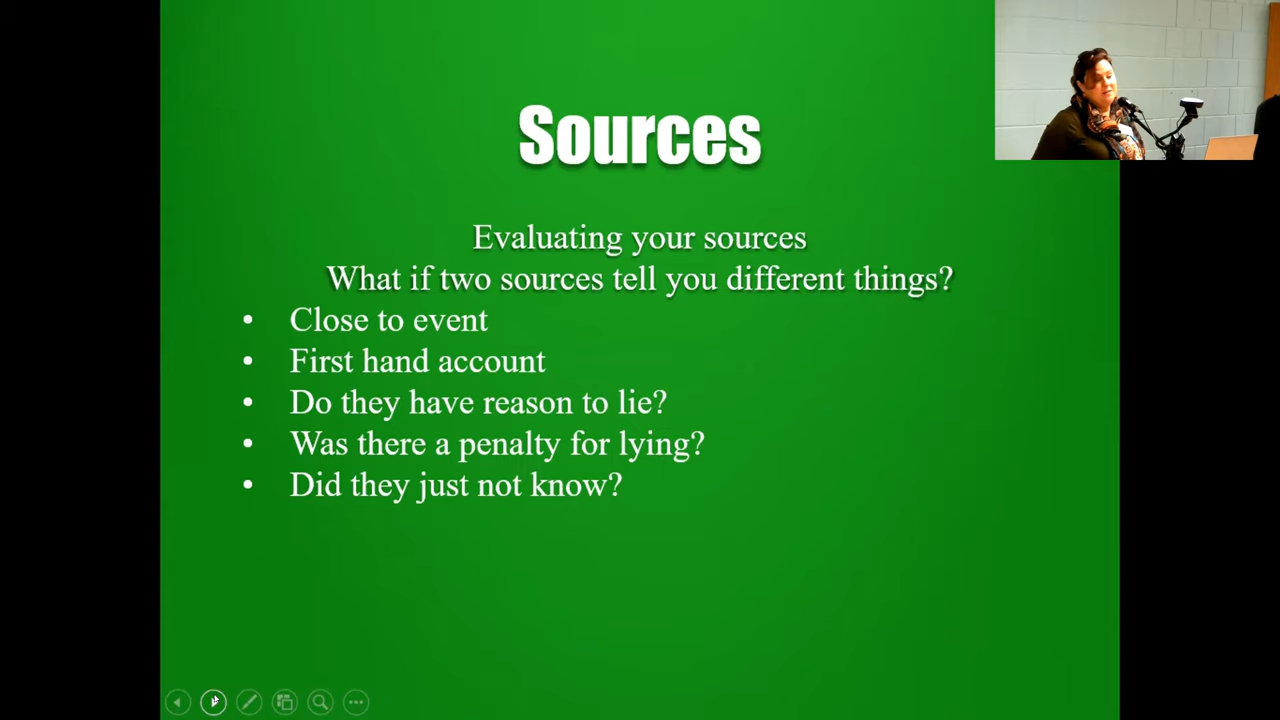 Sources
Evaluating your sources
What if two sources tell you different things?
• Close to event
• First hand account
• Do they have reason to lie?
• Was there a penalty for lying?
• Did they just not know?